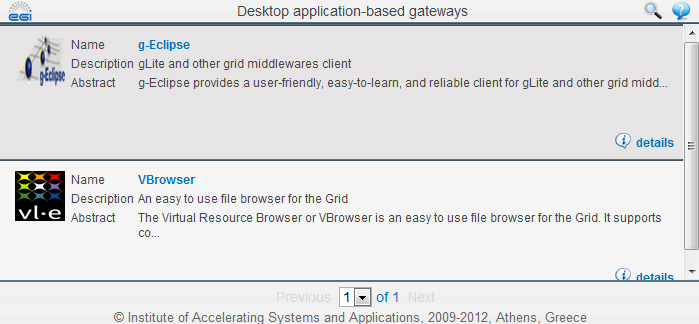 egi
Desktop application-based gateways
g-Eclipse
Name g-Eclipse
Description gLite and other grid middlewares client
Abstract g-Eclipse provides a user-friendly, easy-to-learn, and reliable client for gLite and other grid midd...
details
vl·e
Name VBrowser
Description An easy to use file browser for the Grid
Abstract The Virtual Resource Browser or VBrowser is an easy to use file browser for the Grid. It supports
co...
details
Previous 1 of 1 Next
© Institute of Accelerating Systems and Applications, 2009-2012, Athens, Greece